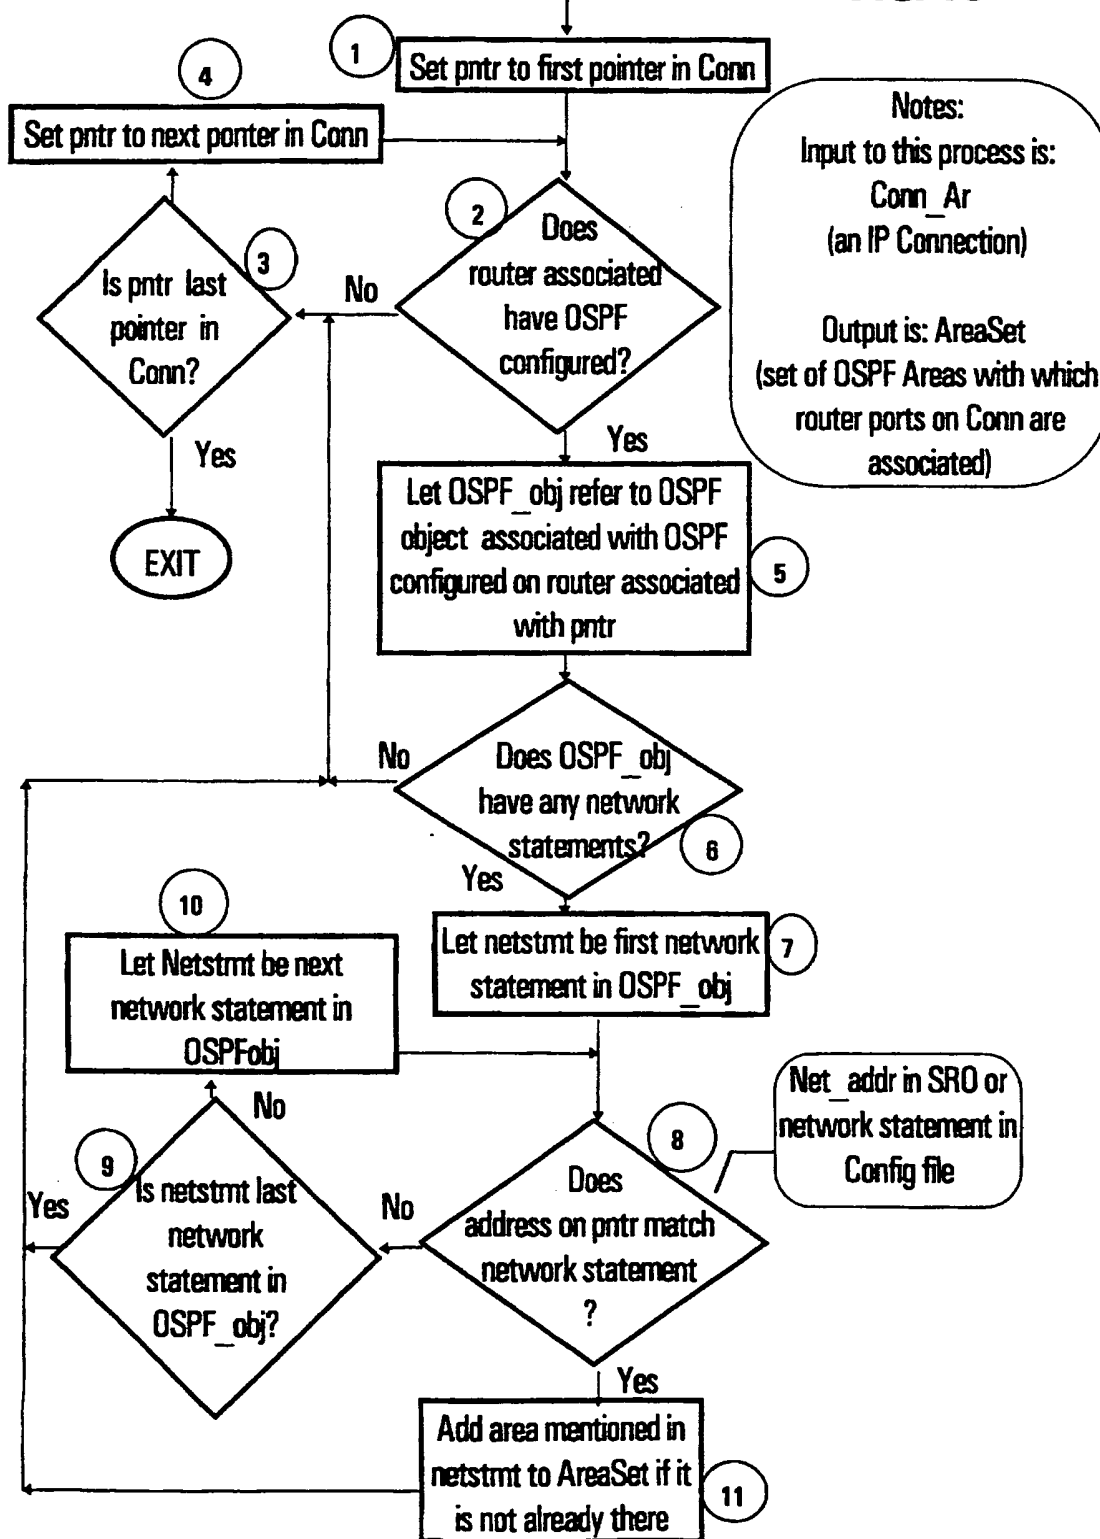 1
Set pntr to first pointer in Conn
4
Set pntr to next ponter in Conn
Notes:
Input to this process is:
Conn_Ar
(an IP Connection)
Output is: AreaSet
(set of OSPF Areas with which
router ports on Conn are
associated)
2
Does
router associated
have OSPF
configured?
No
Yes
3
Is pntr last
pointer in
Conn?
Yes
EXIT
Let OSPF_obj refer to OSPF
object associated with OSPF
configured on router associated
with pntr
5
Does OSPF_obj
have any network
statements?
No
6
Yes
10
Let Netstmt be next
network statement in
OSPFobj
Let netstmt be first network
statement in OSPF_obj
7
Net_addr in SRO or
network statement in
Config file
8
Does
address on pntr match
network statement
?
No
9
Is netstmt last
network
statement in
OSPF_obj?
No
Yes
Yes
Add area mentioned in
netstmt to AreaSet if it
is not already there
11